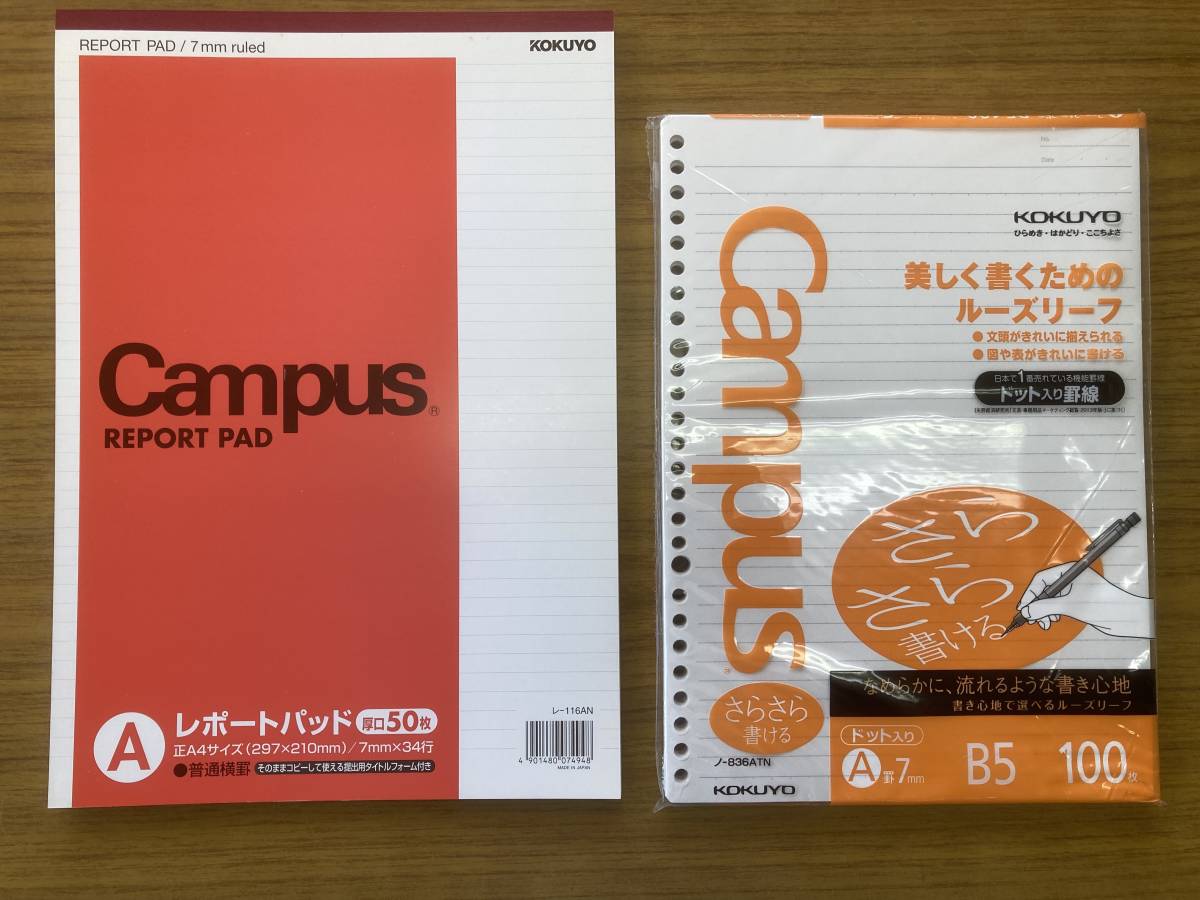 REPORT PAD / 7mm ruled
KOKUYO
Campus®
REPORT PAD
A
レポートパッド 厚口50枚
正A4サイズ(297×210mm)/7mm×34行
●普通横罫 そのままコピーして使える提出用タイトルフォーム付き
レ-116AN
4 901480 074948
MADE IN JAPAN
No.
Date
KOKUYO
ひらめき・はかどり・ここちよさ
Campus
美しく書くための
ルーズリーフ
●文頭がきれいに揃えられる
●図や表がきれいに書ける
日本で1番売れている機能罫線
ドット入り罫線
さらさら
書ける
なめらかに、流れるような書き心地
書き心地で選べるルーズリーフ
さらさら
書ける
ノ-836ATN
KOKUYO
ドット入り
A罫7mm
B5
100枚